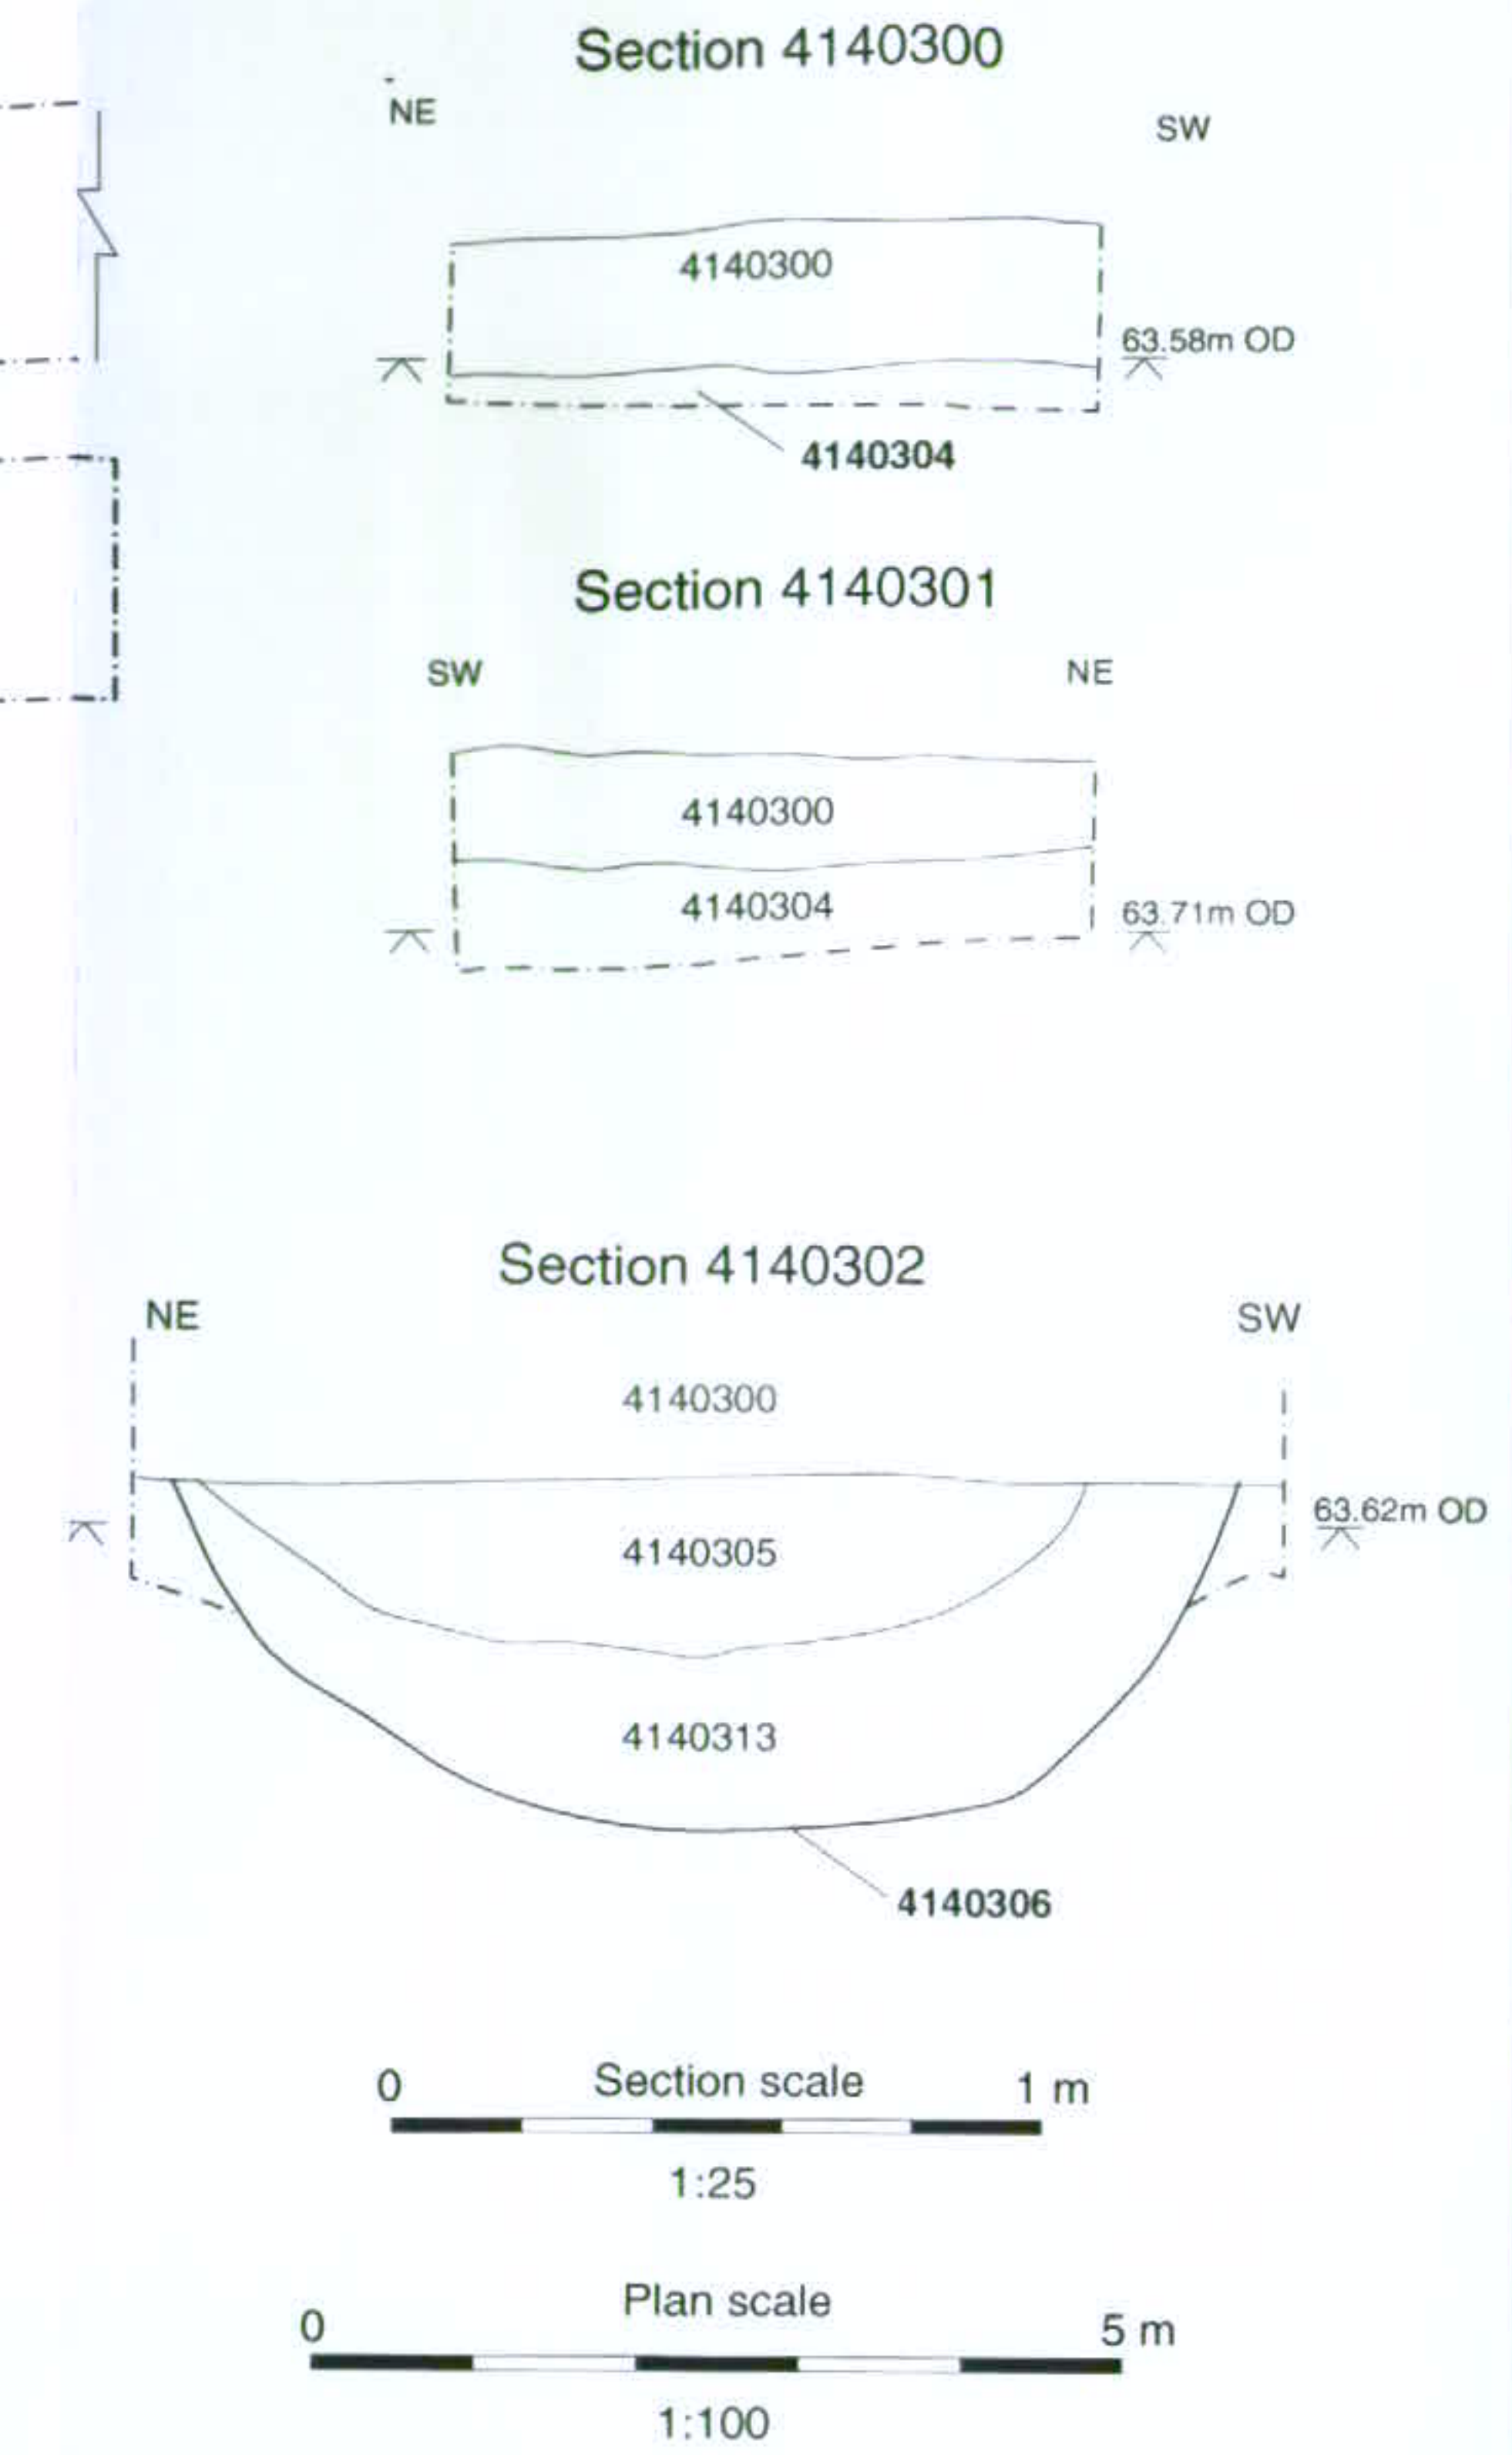 Section 4140300
NE
SW
4140300
63.58m OD
4140304
Section 4140301
SW
NE
4140300
4140304
63.71m OD
Section 4140302
NE
SW
4140300
63.62m OD
4140305
4140313
4140306
0 Section scale 1 m
1:25
Plan scale
0 5 m
1:100